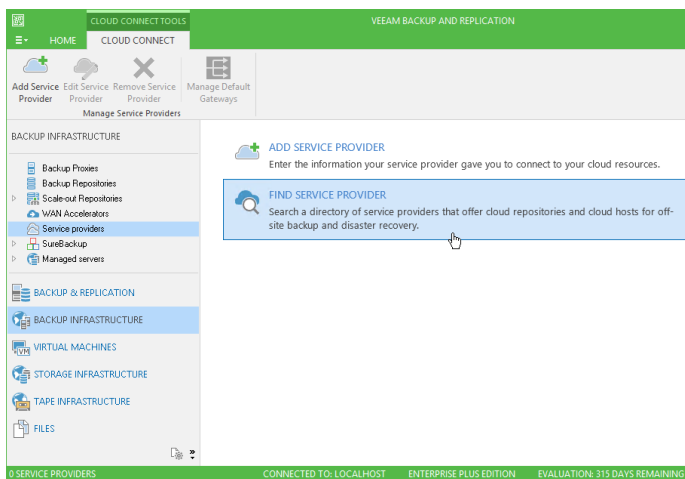 CLOUD CONNECT TOOLS
VEEAM BACKUP AND REPLICATION
HOME
CLOUD CONNECT
Add Service
Provider
Edit Service
Provider
Remove Service
Provider
Manage Default
Gateways
Manage Service Providers
BACKUP INFRASTRUCTURE
Backup Proxies
Backup Repositories
Scale-out Repositories
WAN Accelerators
Service providers
SureBackup
Managed servers
BACKUP & REPLICATION
BACKUP INFRASTRUCTURE
VIRTUAL MACHINES
STORAGE INFRASTRUCTURE
TAPE INFRASTRUCTURE
FILES
ADD SERVICE PROVIDER
Enter the information your service provider gave you to connect to your cloud resources.
FIND SERVICE PROVIDER
Search a directory of service providers that offer cloud repositories and cloud hosts for off-
site backup and disaster recovery.
0 SERVICE PROVIDERS
CONNECTED TO: LOCALHOST
ENTERPRISE PLUS EDITION
EVALUATION: 315 DAYS REMAINING